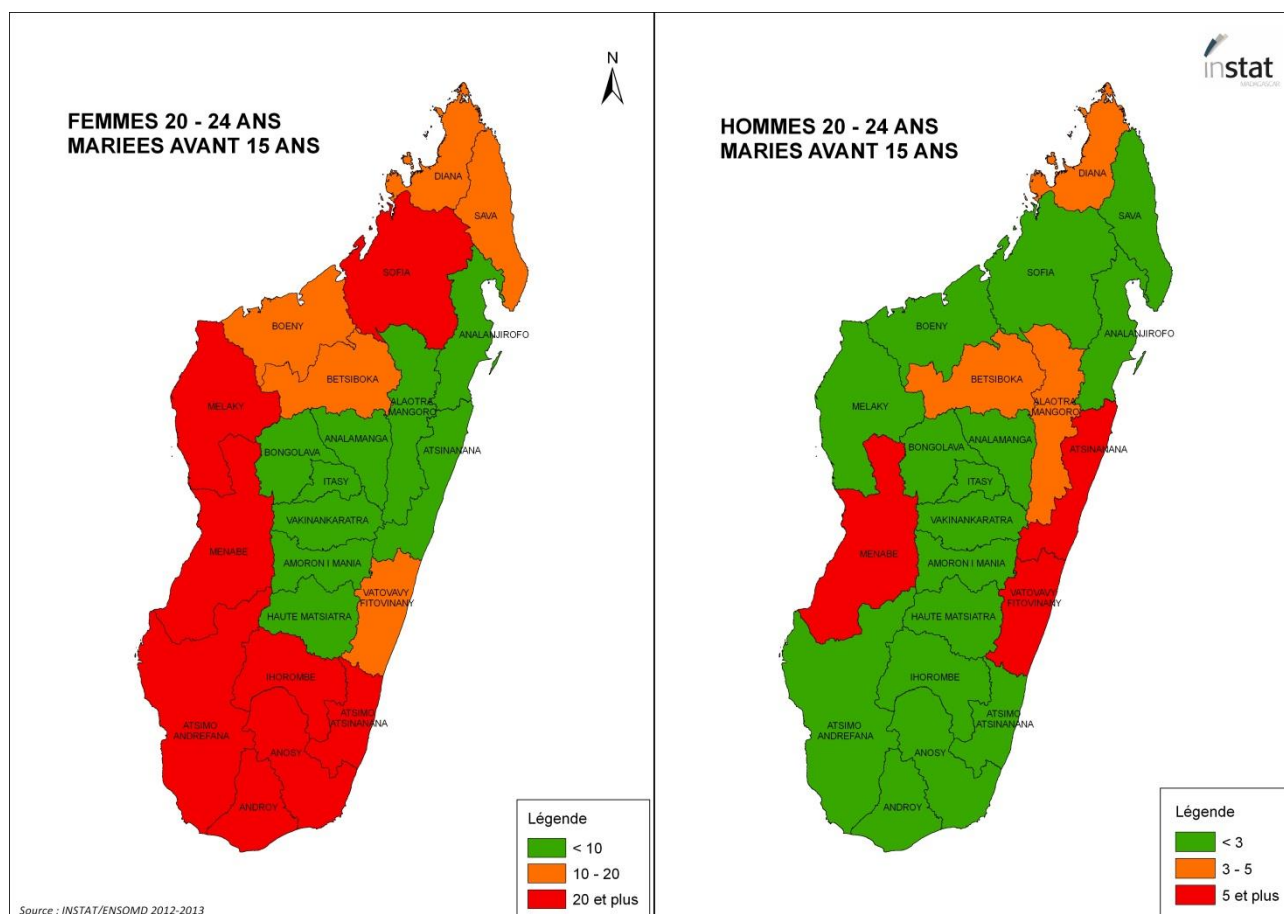 FEMMES 20 - 24 ANS
MARIEES AVANT 15 ANS
N
DIANA
SAVA
SOFIA
BOENY
ANALANJIROFO
BETSIBOKA
MELAKY
ALAOTRA
MANGORO
ANALAMANGA
BONGOLAVA
ATSINANANA
ITASY
VAKINANKARATRA
MENABE
AMORON I MANIA
VATOVAVY
FITOVINANY
HAUTE MATSIATRA
IHOROMBE
ATSIMO
ATSINANANA
ATSIMO
ANDREFANA
ANOSY
ANDROY
Légende
< 10
10 - 20
20 et plus
Source : INSTAT/ENSOMD 2012-2013
instat
MADAGASCAR
HOMMES 20 - 24 ANS
MARIES AVANT 15 ANS
DIANA
SAVA
SOFIA
BOENY
ANALANJIROFO
BETSIBOKA
MELAKY
ALAOTRA
MANGORO
ANALAMANGA
BONGOLAVA
ATSINANANA
ITASY
VAKINANKARATRA
MENABE
AMORON I MANIA
VATOVAVY
FITOVINANY
HAUTE MATSIATRA
IHOROMBE
ATSIMO
ATSINANANA
ATSIMO
ANDREFANA
ANOSY
ANDROY
Légende
< 3
3 - 5
5 et plus